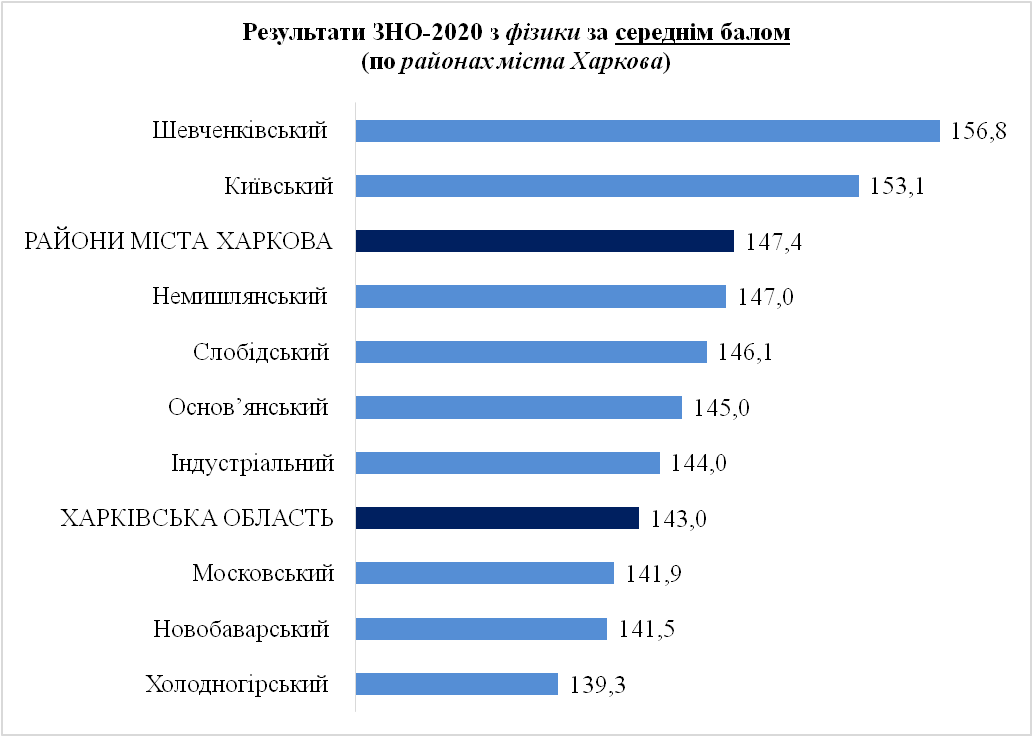 Результати ЗНО-2020 з фізики за середнім балом
(по районах міста Харкова)
Шевченківський 156,8
Київський 153,1
РАЙОНИ МІСТА ХАРКОВА 147,4
Немишлянський 147,0
Слобідський 146,1
Основ’янський 145,0
Індустріальний 144,0
ХАРКІВСЬКА ОБЛАСТЬ 143,0
Московський 141,9
Новобаварський 141,5
Холодногірський 139,3